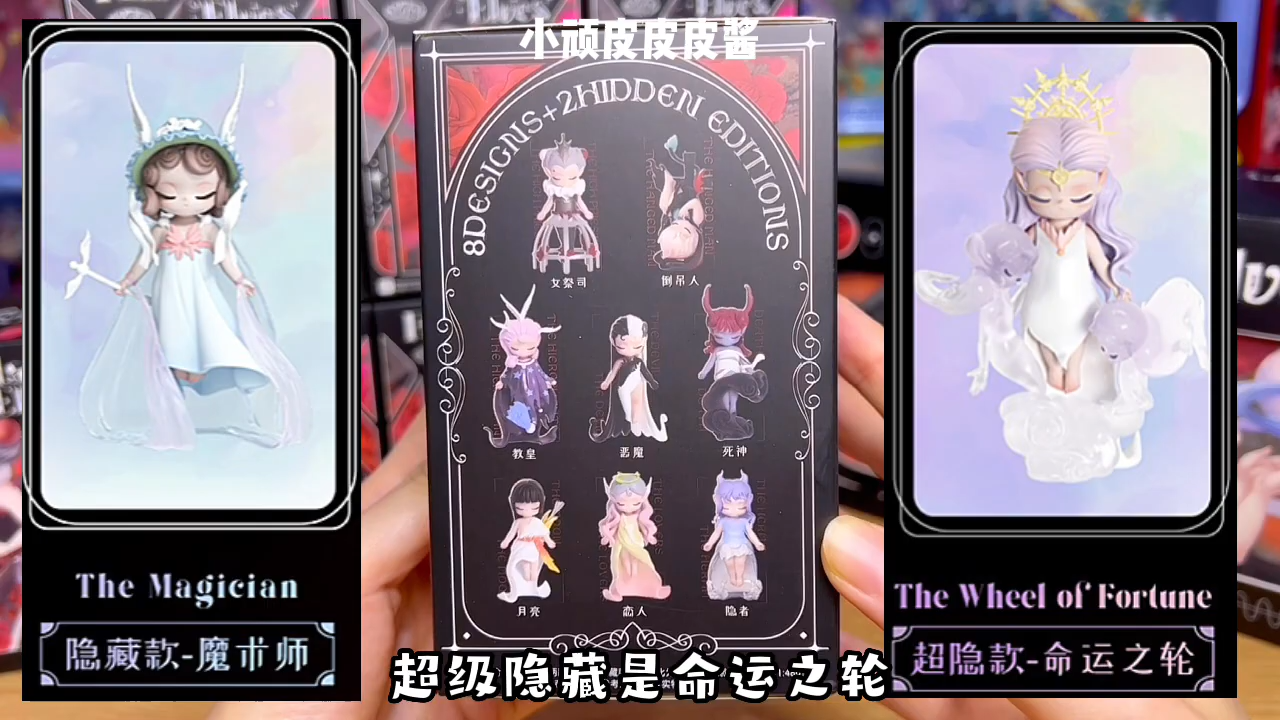 小顽皮皮皮酱
8DESIGNS+2HIDDEN EDITIONS
女祭司
倒吊人
教皇
恶魔
死神
月亮
恋人
隐者
The Magician
隐藏款-魔术师
The Wheel of Fortune
超隐款-命运之轮
超级隐藏是命运之轮